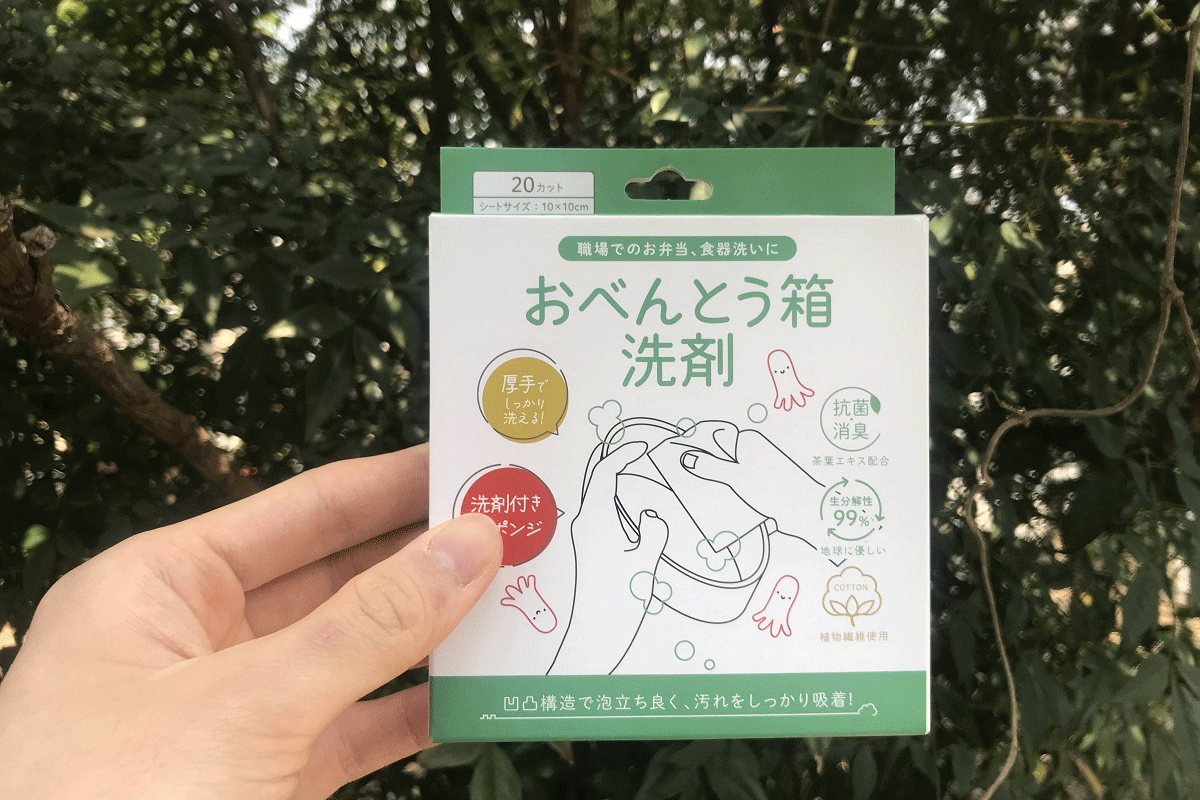 20カット
シートサイズ：10×10cm
職場でのお弁当、食器洗いに
おべんとう箱
洗剤
厚手で
しっかり
洗える!
抗菌
・
消臭
茶葉エキス配合
洗剤付き
ポンジ
生分解性
99%
地球に優しい
COTTON
植物繊維使用
凹凸構造で泡立ち良く、汚れをしっかり吸着!